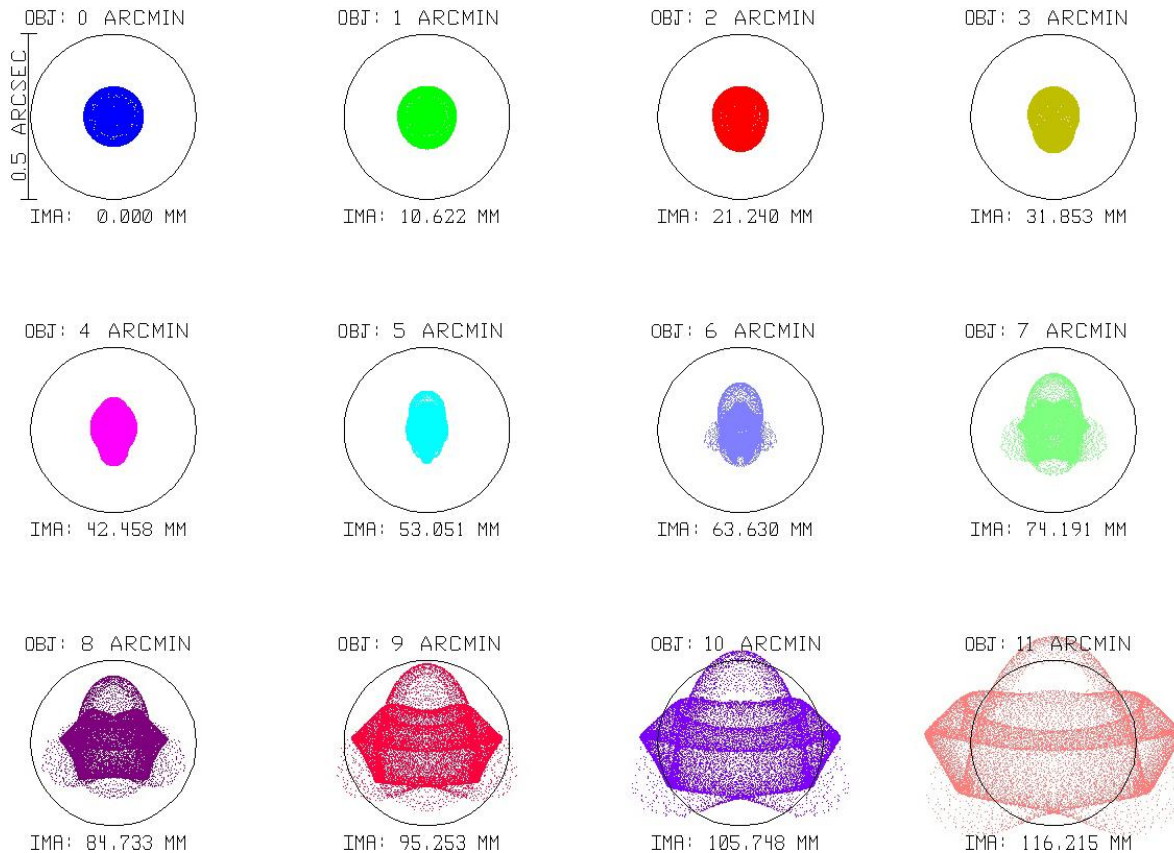 OBJ: 0 ARCMIN
OBJ: 1 ARCMIN
OBJ: 2 ARCMIN
OBJ: 3 ARCMIN
0.5 ARCSEC
IMA: 0.000 MM
IMA: 10.622 MM
IMA: 21.240 MM
IMA: 31.853 MM
OBJ: 4 ARCMIN
OBJ: 5 ARCMIN
OBJ: 6 ARCMIN
OBJ: 7 ARCMIN
IMA: 42.458 MM
IMA: 53.051 MM
IMA: 63.630 MM
IMA: 74.191 MM
OBJ: 8 ARCMIN
OBJ: 9 ARCMIN
OBJ: 10 ARCMIN
OBJ: 11 ARCMIN
IMA: 84.733 MM
IMA: 95.253 MM
IMA: 105.748 MM
IMA: 116.215 MM